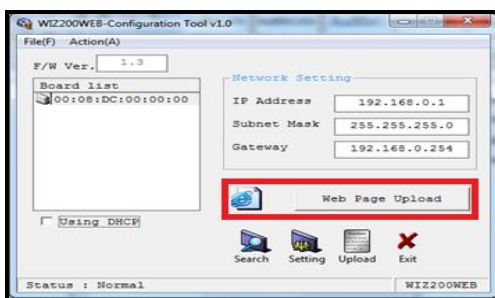 WIZ200WEB-Configuration Tool v1.0
File(F) Action(A)
F/W Ver. 1.3
Board list
00:08:DC:00:00:00
Network Setting
IP Address 192.168.0.1
Subnet Mask 255.255.255.0
Gateway 192.168.0.254
Web Page Upload
Using DHCP
Search Setting Upload Exit
Status : Normal WIZ200WEB